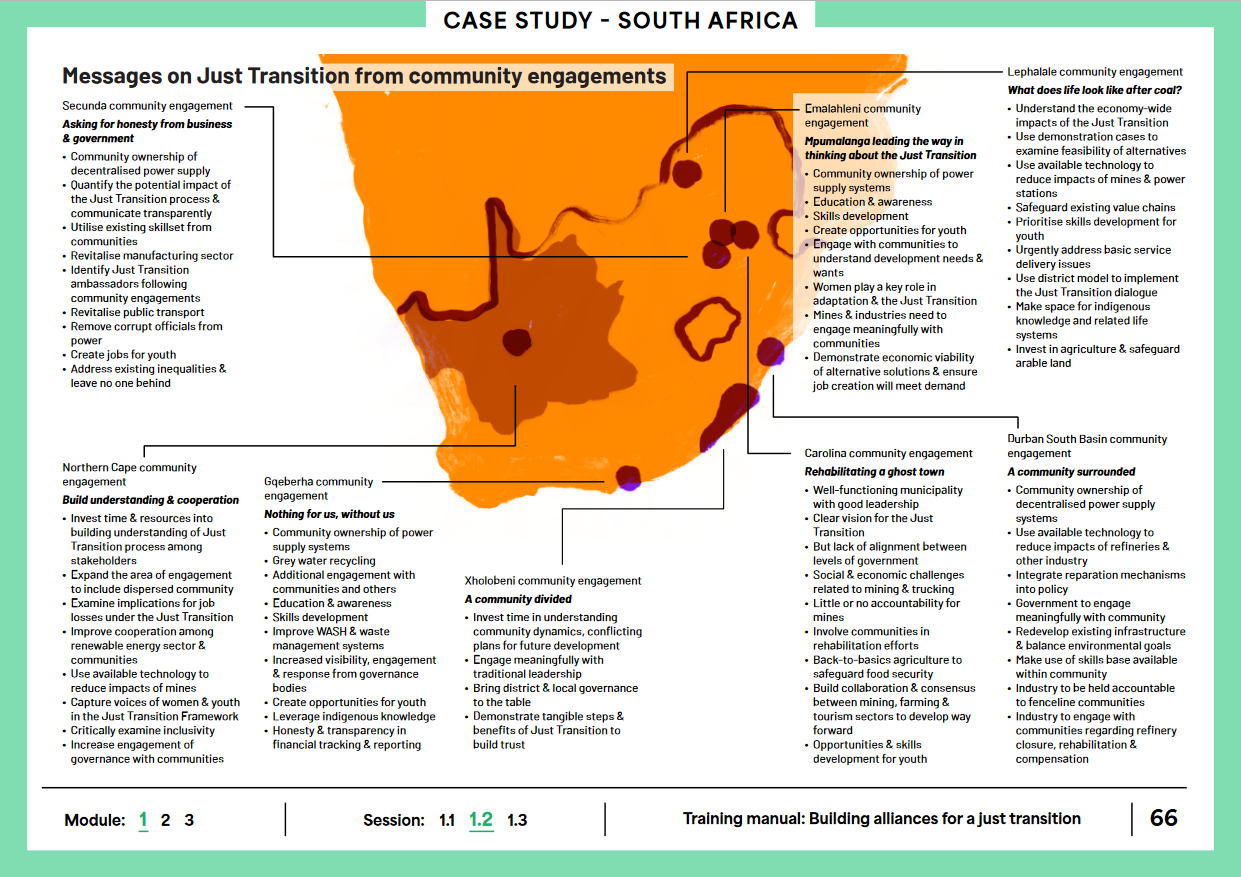 CASE STUDY - SOUTH AFRICA
Messages on Just Transition from community engagements
Secunda community engagement
Asking for honesty from business
& government
• Community ownership of
decentralised power supply
• Quantify the potential impact of
the Just Transition process &
communicate transparently
• Utilise existing skillset from
communities
• Revitalise manufacturing sector
• Identify Just Transition
ambassadors following
community engagements
• Revitalise public transport
• Remove corrupt officials from
power
• Create jobs for youth
• Address existing inequalities &
leave no one behind
Emalahleni community
engagement
Mpumalanga leading the way in
thinking about the Just Transition
• Community ownership of power
supply systems
• Education & awareness
• Skills development
• Create opportunities for youth
• Engage with communities to
understand development needs &
wants
• Women play a key role in
adaptation & the Just Transition
• Mines & industries need to
engage meaningfully with
communities
• Demonstrate economic viability
of alternative solutions & ensure
job creation will meet demand
Lephalale community engagement
What does life look like after coal?
• Understand the economy-wide
impacts of the Just Transition
• Use demonstration cases to
examine feasibility of alternatives
• Use available technology to
reduce impacts of mines & power
stations
• Safeguard existing value chains
• Prioritise skills development for
youth
• Urgently address basic service
delivery issues
• Use district model to implement
the Just Transition dialogue
• Make space for indigenous
knowledge and related life
systems
• Invest in agriculture & safeguard
arable land
Northern Cape community
engagement
Build understanding & cooperation
• Invest time & resources into
building understanding of Just
Transition process among
stakeholders
• Expand the area of engagement
to include dispersed community
• Examine implications for job
losses under the Just Transition
• Improve cooperation among
renewable energy sector &
communities
• Use available technology to
reduce impacts of mines
• Capture voices of women & youth
in the Just Transition Framework
• Critically examine inclusivity
• Increase engagement of
governance with communities
Gqeberha community
engagement
Nothing for us, without us
• Community ownership of power
supply systems
• Grey water recycling
• Additional engagement with
communities and others
• Education & awareness
• Skills development
• Improve WASH & waste
management systems
• Increased visibility, engagement
& response from governance
bodies
• Create opportunities for youth
• Leverage indigenous knowledge
• Honesty & transparency in
financial tracking & reporting
Xholobeni community engagement
A community divided
• Invest time in understanding
community dynamics, conflicting
plans for future development
• Engage meaningfully with
traditional leadership
• Bring district & local governance
to the table
• Demonstrate tangible steps &
benefits of Just Transition to
build trust
Carolina community engagement
Rehabilitating a ghost town
• Well-functioning municipality
with good leadership
• Clear vision for the Just
Transition
• But lack of alignment between
levels of government
• Social & economic challenges
related to mining & trucking
• Little or no accountability for
mines
• Involve communities in
rehabilitation efforts
• Back-to-basics agriculture to
safeguard food security
• Build collaboration & consensus
between mining, farming &
tourism sectors to develop way
forward
• Opportunities & skills
development for youth
Durban South Basin community
engagement
A community surrounded
• Community ownership of
decentralised power supply
systems
• Use available technology to
reduce impacts of refineries &
other industry
• Integrate reparation mechanisms
into policy
• Government to engage
meaningfully with community
• Redevelop existing infrastructure
& balance environmental goals
• Make use of skills base available
within community
• Industry to be held accountable
to fenceline communities
• Industry to engage with
communities regarding refinery
closure, rehabilitation &
compensation
Module: 1 2 3
Session: 1.1 1.2 1.3
Training manual: Building alliances for a just transition
66